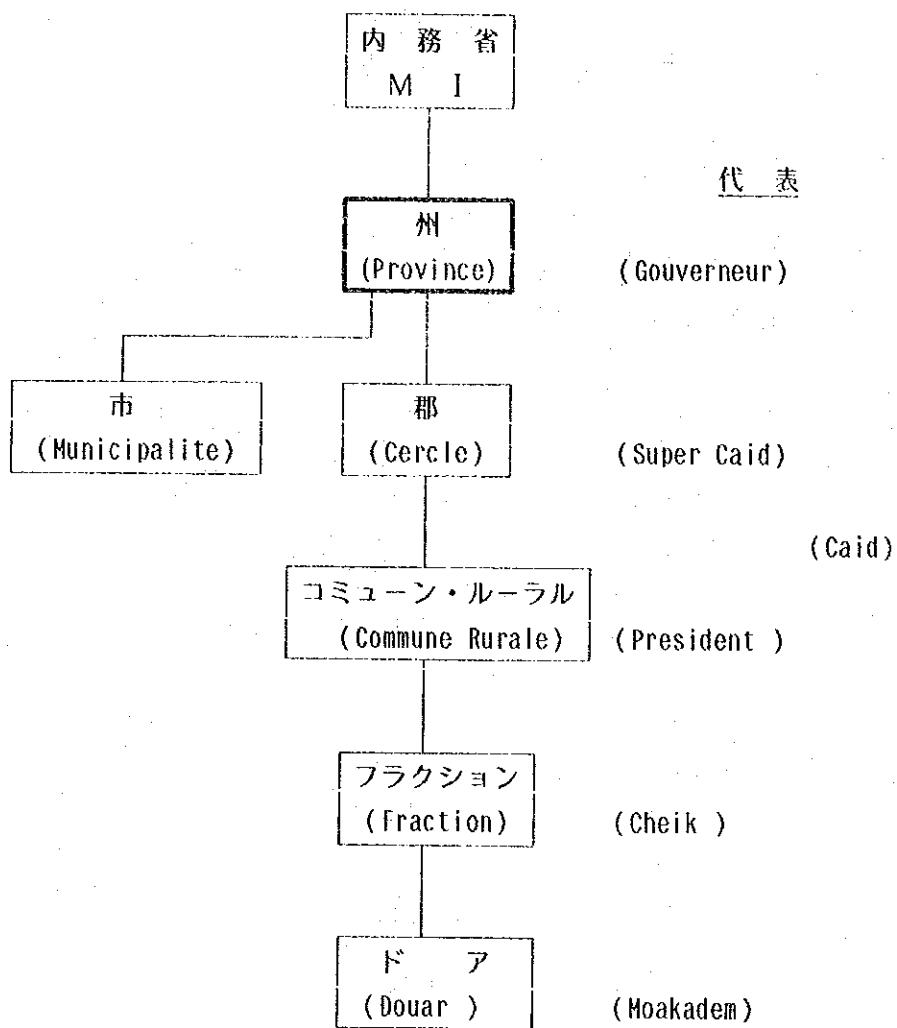 内務省
MI
代表
州
(Province) (Gouverneur)
市
(Municipalite)
郡
(Cercle) (Super Caid)
(Caid)
コミューン・ルーラル
(Commune Rurale) (President )
フラクション
(Fraction) (Cheik )
ドア
(Douar ) (Moakadem)